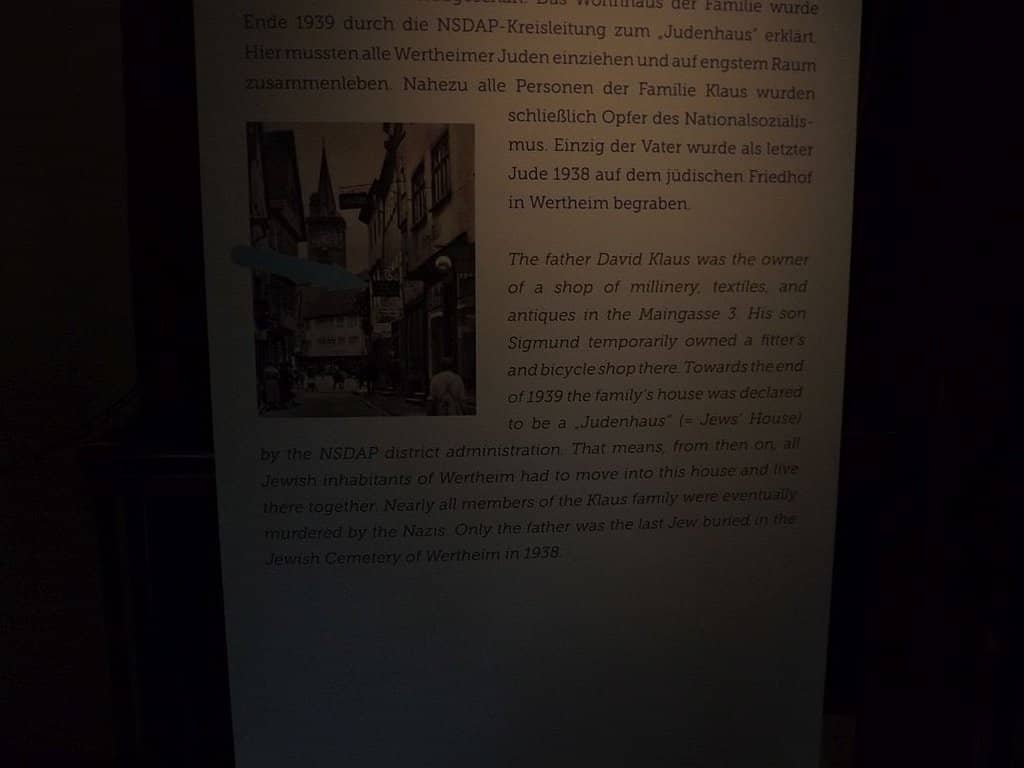 Das Wohnhaus der Familie wurde
Ende 1939 durch die NSDAP-Kreisleitung zum „Judenhaus“ erklärt.
Hier mussten alle Wertheimer Juden einziehen und auf engstem Raum
zusammenleben. Nahezu alle Personen der Familie Klaus wurden
schließlich Opfer des Nationalsozialis-
mus. Einzig der Vater wurde als letzter
Jude 1938 auf dem jüdischen Friedhof
in Wertheim begraben.
The father David Klaus was the owner
of a shop of millinery, textiles, and
antiques in the Maingasse 3. His son
Sigmund temporarily owned a fitter's
and bicycle shop there. Towards the end
of 1939 the family's house was declared
to be a „Judenhaus“ (= Jews' House)
by the NSDAP district administration. That means, from then on, all
Jewish inhabitants of Wertheim had to move into this house and live
there together. Nearly all members of the Klaus family were eventually
murdered by the Nazis. Only the father was the last Jew buried in the
Jewish Cemetery of Wertheim in 1938.